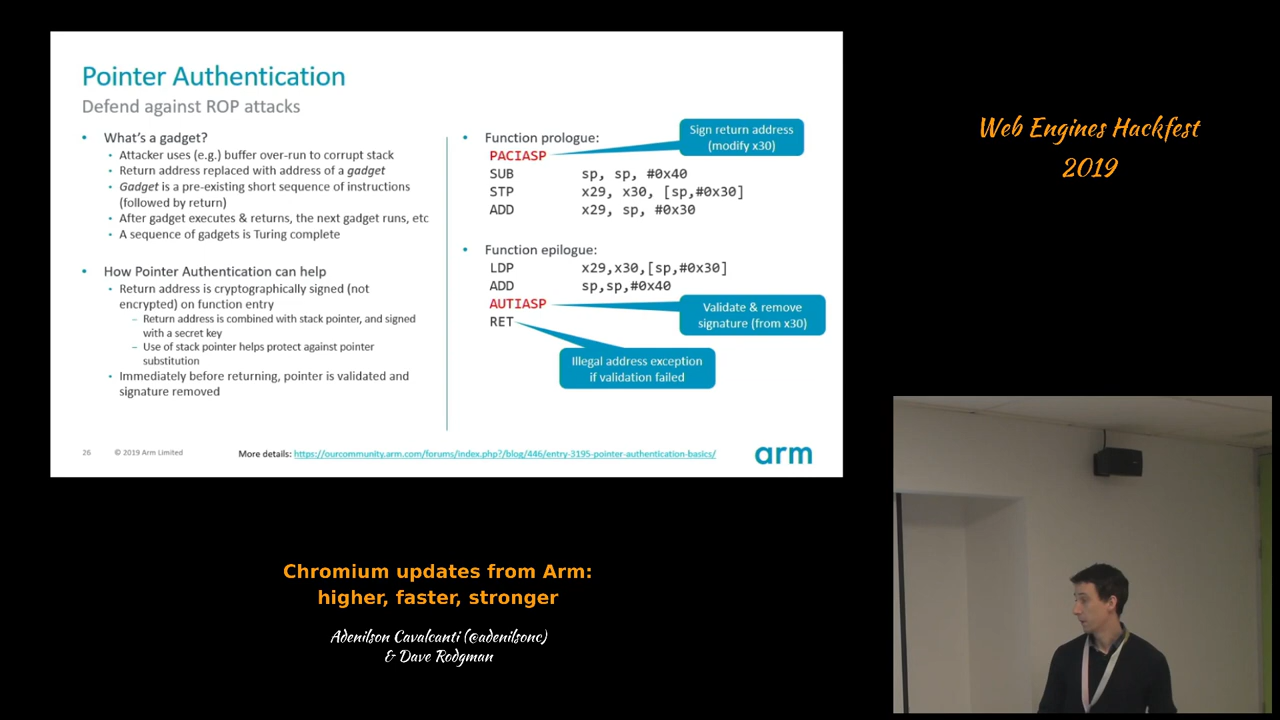 Pointer Authentication
Defend against ROP attacks
• What's a gadget?
• Attacker uses (e.g.) buffer over-run to corrupt stack
• Return address replaced with address of a gadget
• Gadget is a pre-existing short sequence of instructions
(followed by return)
• After gadget executes & returns, the next gadget runs, etc
• A sequence of gadgets is Turing complete
• How Pointer Authentication can help
• Return address is cryptographically signed (not
encrypted) on function entry
– Return address is combined with stack pointer, and signed
with a secret key
– Use of stack pointer helps protect against pointer
substitution
• Immediately before returning, pointer is validated and
signature removed
• Function prologue:
PACIASP
SUB sp, sp, #0x40
STP x29, x30, [sp,#0x30]
ADD x29, sp, #0x30
Sign return address
(modify x30)
• Function epilogue:
LDP x29,x30,[sp,#0x30]
ADD sp,sp,#0x40
AUTIASP
RET
Validate & remove
signature (from x30)
Illegal address exception
if validation failed
26 © 2019 Arm Limited
More details: https://ourcommunity.arm.com/forums/index.php?/blog/446/entry-3195-pointer-authentication-basics/
arm
Web Engines Hackfest
2019
Chromium updates from Arm:
higher, faster, stronger
Adenilson Cavalcanti (@adenilsonc)
& Dave Rodgman